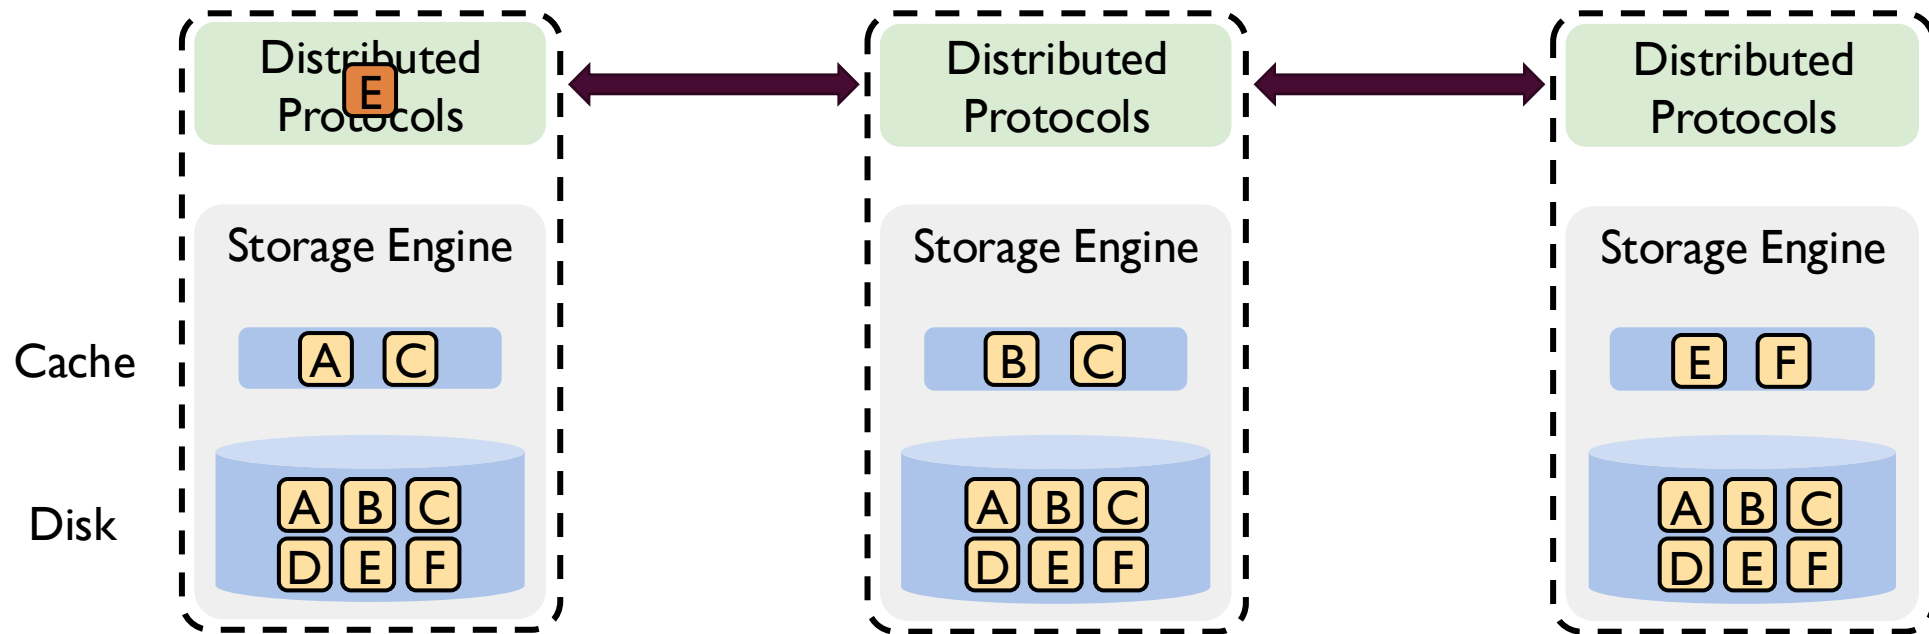 Distributed
Protocols
E
Storage Engine
A C
A B C
D E F
Distributed
Protocols
Storage Engine
B C
A B C
D E F
Distributed
Protocols
Storage Engine
E F
A B C
D E F
Cache
Disk